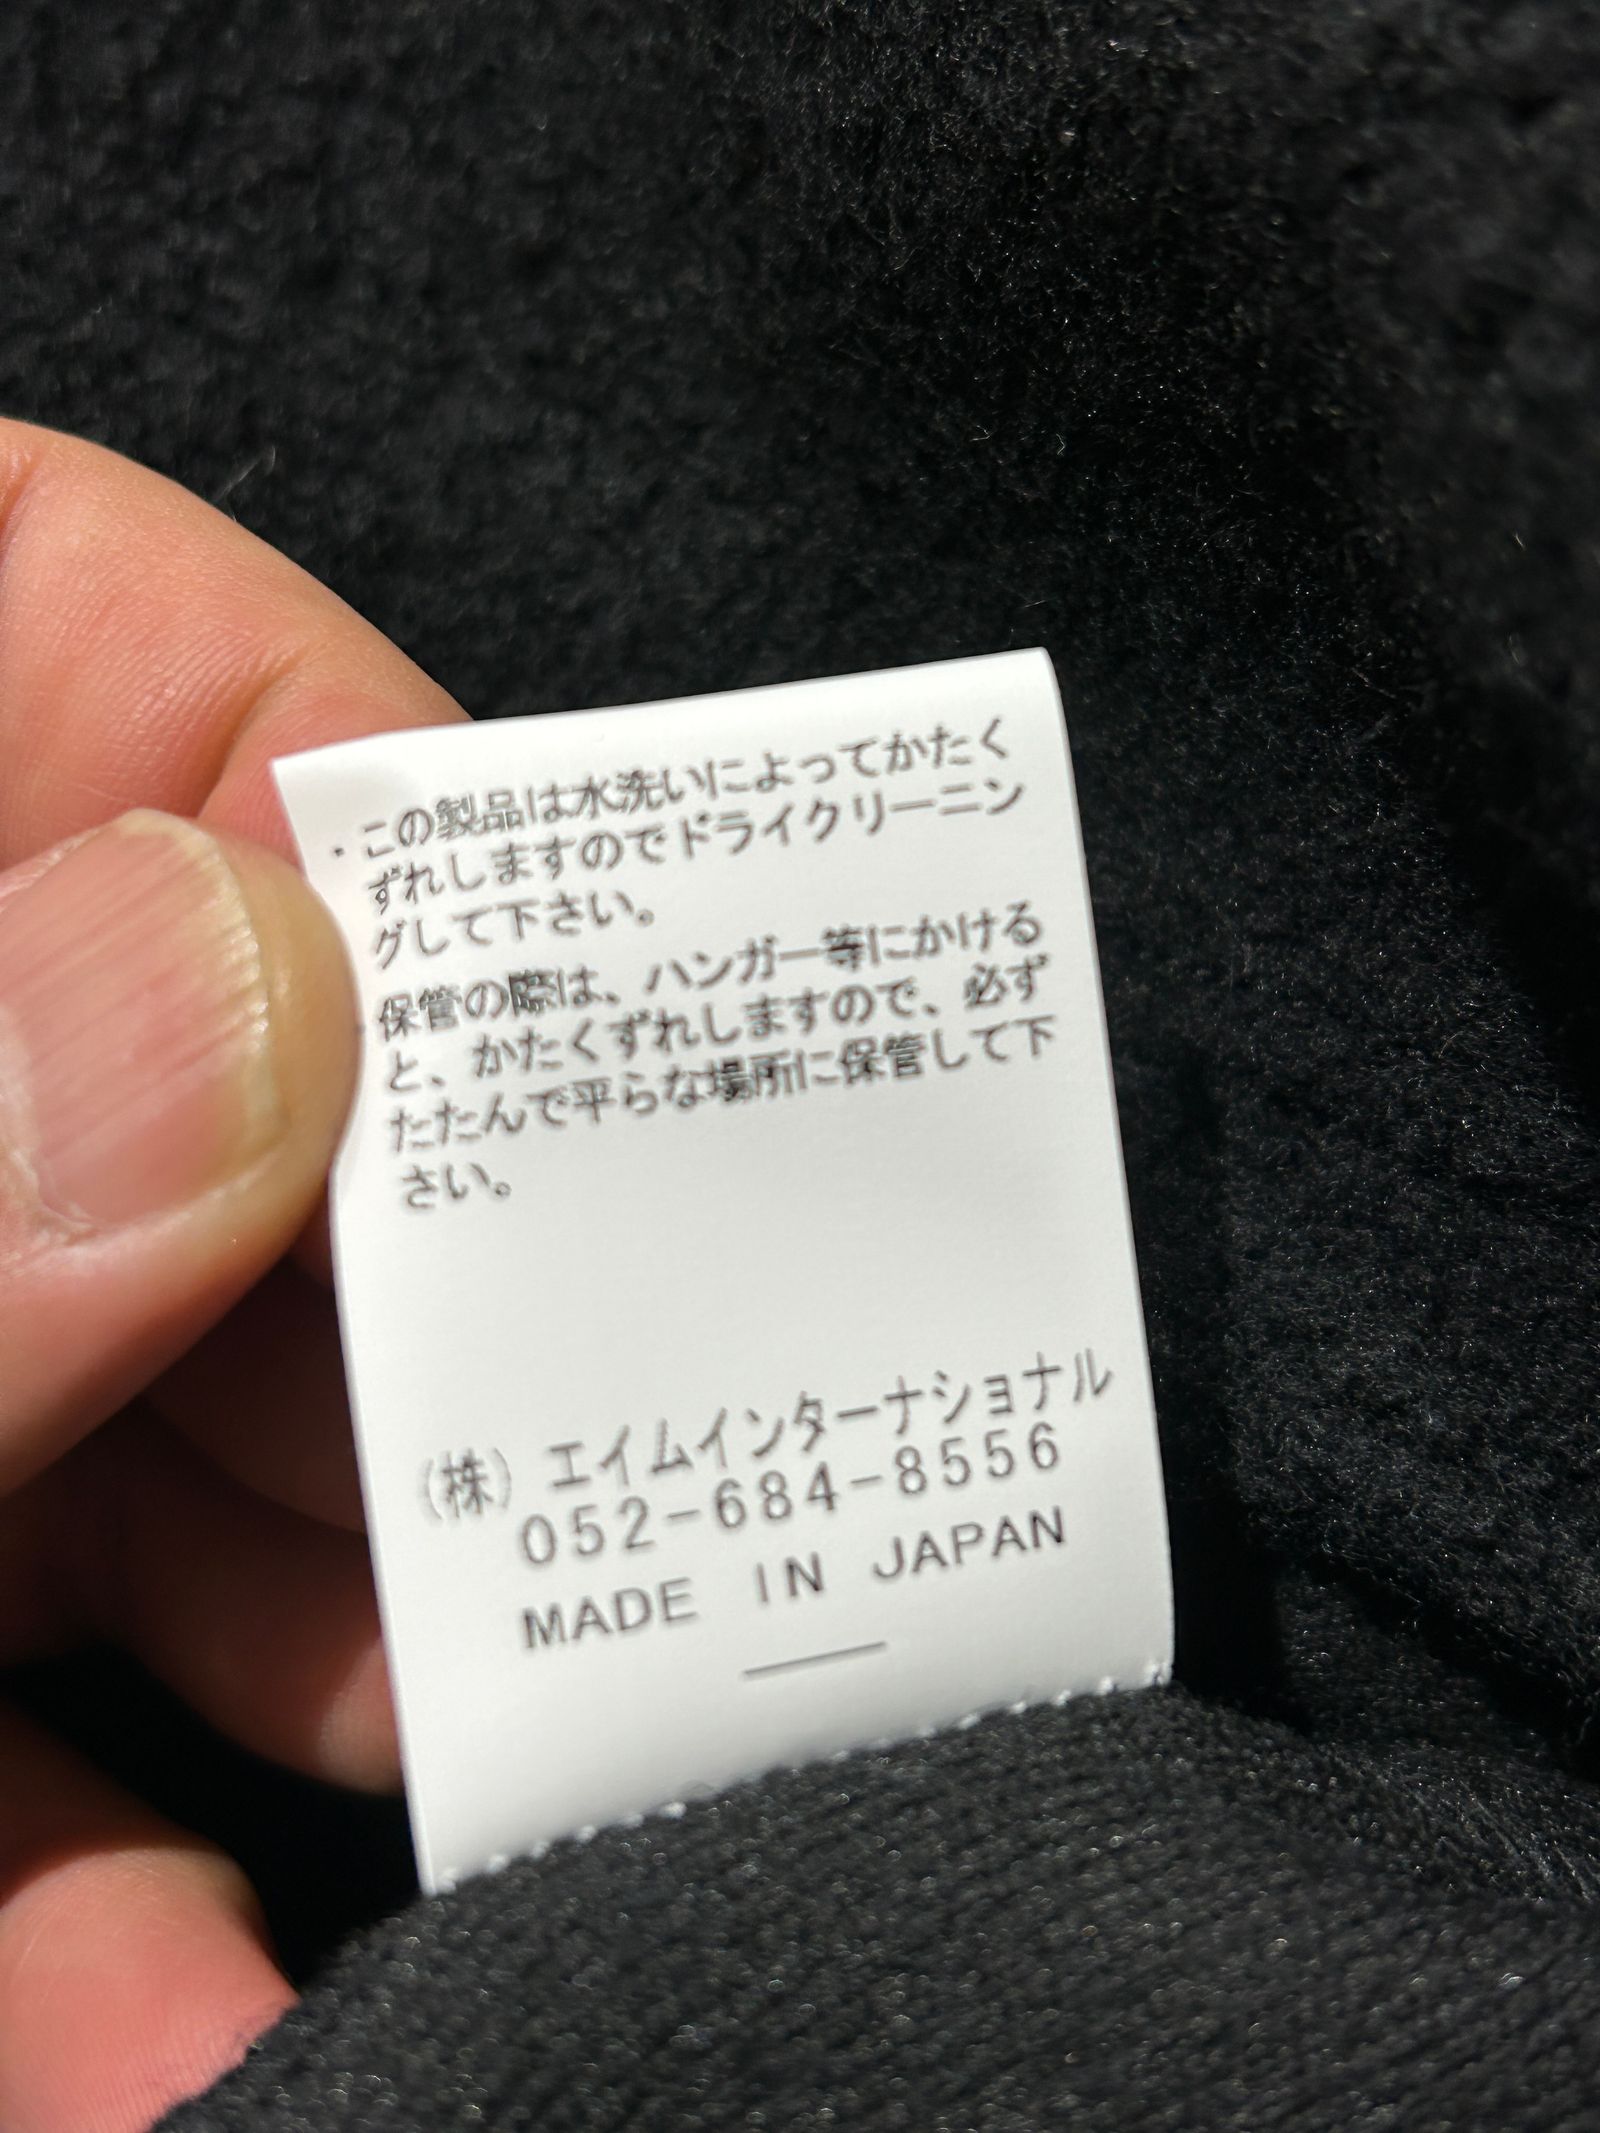 ・この製品は水洗いによってかたく
ずれしますのでドライクリーニン
グして下さい。
保管の際は、ハンガー等にかける
と、かたくずれしますので、必ず
たたんで平らな場所に保管して下
さい。
(株) エイムインターナショナル
052-684-8556
MADE IN JAPAN